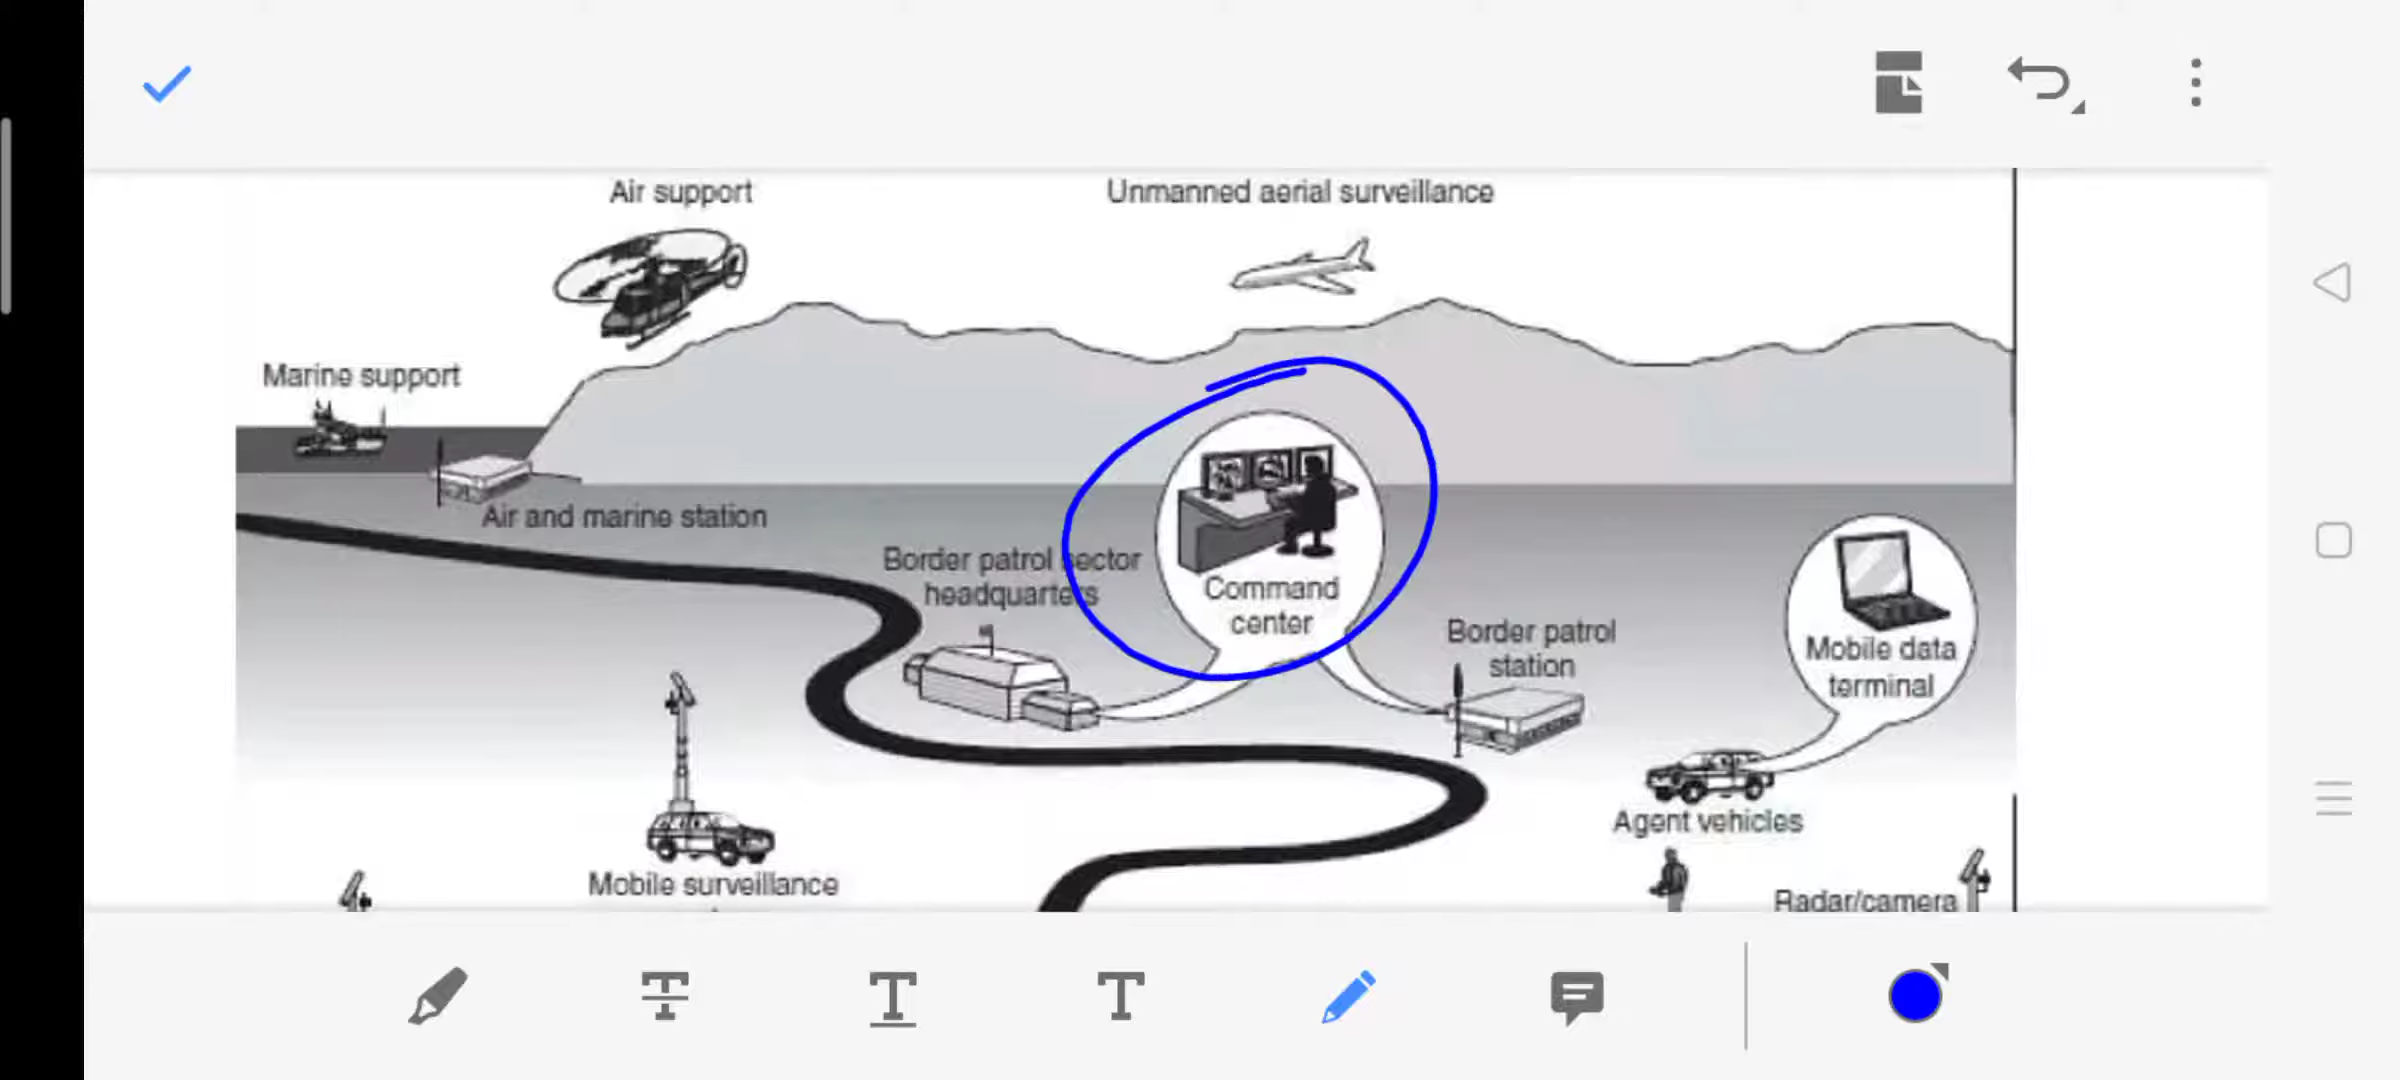 Air support
Unmanned aerial surveillance
Marine support
Air and marine station
Border patrol sector
headquarters
Command
center
Border patrol
station
Mobile data
terminal
Agent vehicles
Mobile surveillance
Radar/camera